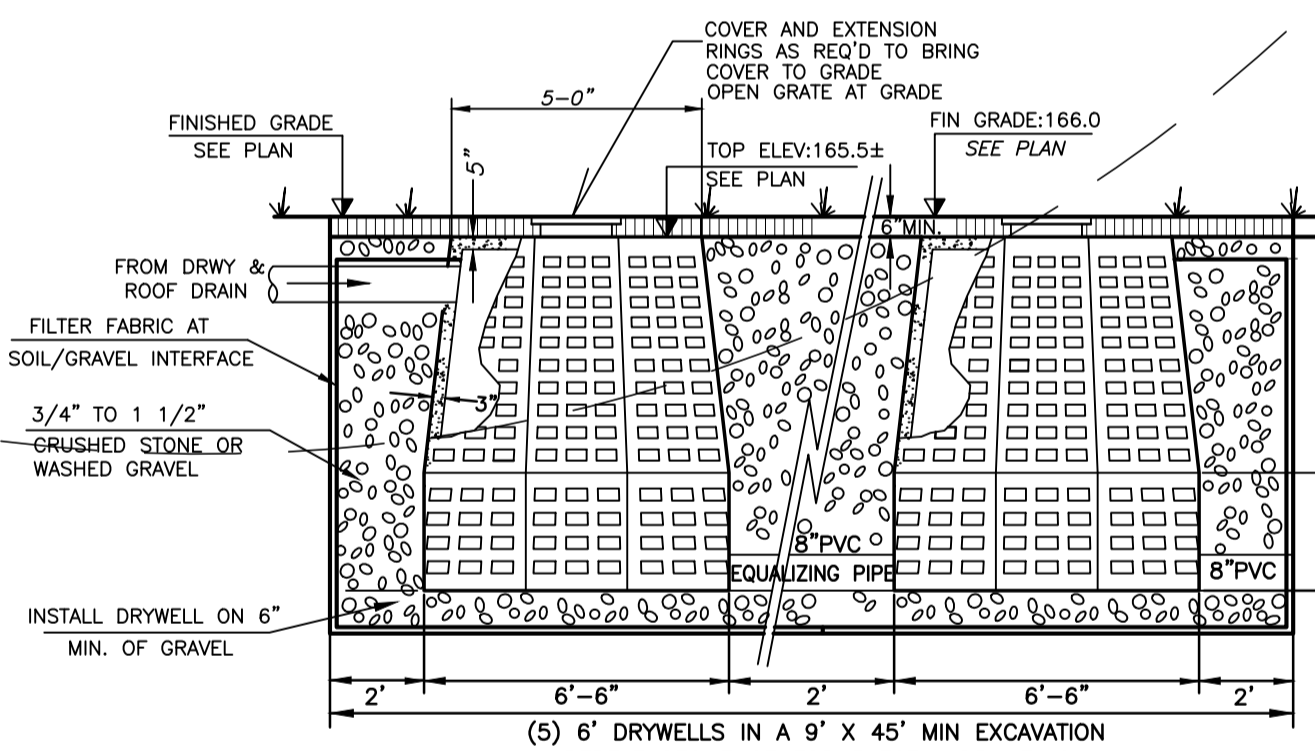 COVER AND EXTENSION
RINGS AS REQ'D TO BRING
COVER TO GRADE
OPEN GRATE AT GRADE
5-0"
FINISHED GRADE
SEE PLAN
5"
TOP ELEV:165.5±
SEE PLAN
FIN GRADE:166.0
SEE PLAN
6"MIN.
FROM DRWY &
ROOF DRAIN
FILTER FABRIC AT
SOIL/GRAVEL INTERFACE
3"
3/4" TO 1 1/2"
CRUSHED STONE OR
WASHED GRAVEL
8"PVC
EQUALIZING PIPE
8"PVC
INSTALL DRYWELL ON 6"
MIN. OF GRAVEL
2' 6'-6" 2' 6'-6" 2'
(5) 6' DRYWELLS IN A 9' X 45' MIN EXCAVATION